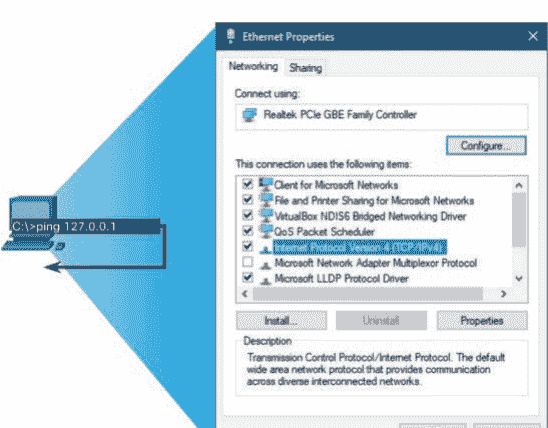 Ethernet Properties
Networking Sharing
Connect using:
Realtek PCIe GBE Family Controller
Configure...
This connection uses the following items:
Client for Microsoft Networks
File and Printer Sharing for Microsoft Networks
VirtualBox NDIS6 Bridged Networking Driver
QoS Packet Scheduler
Internet Protocol Version 4 (TCP/IPv4)
Microsoft Network Adapter Multiplexor Protocol
Microsoft LLDP Protocol Driver
Install... Uninstall Properties
Description
Transmission Control Protocol/Internet Protocol. The default
wide area network protocol that provides communication
across diverse interconnected networks.
C:\>ping 127.0.0.1